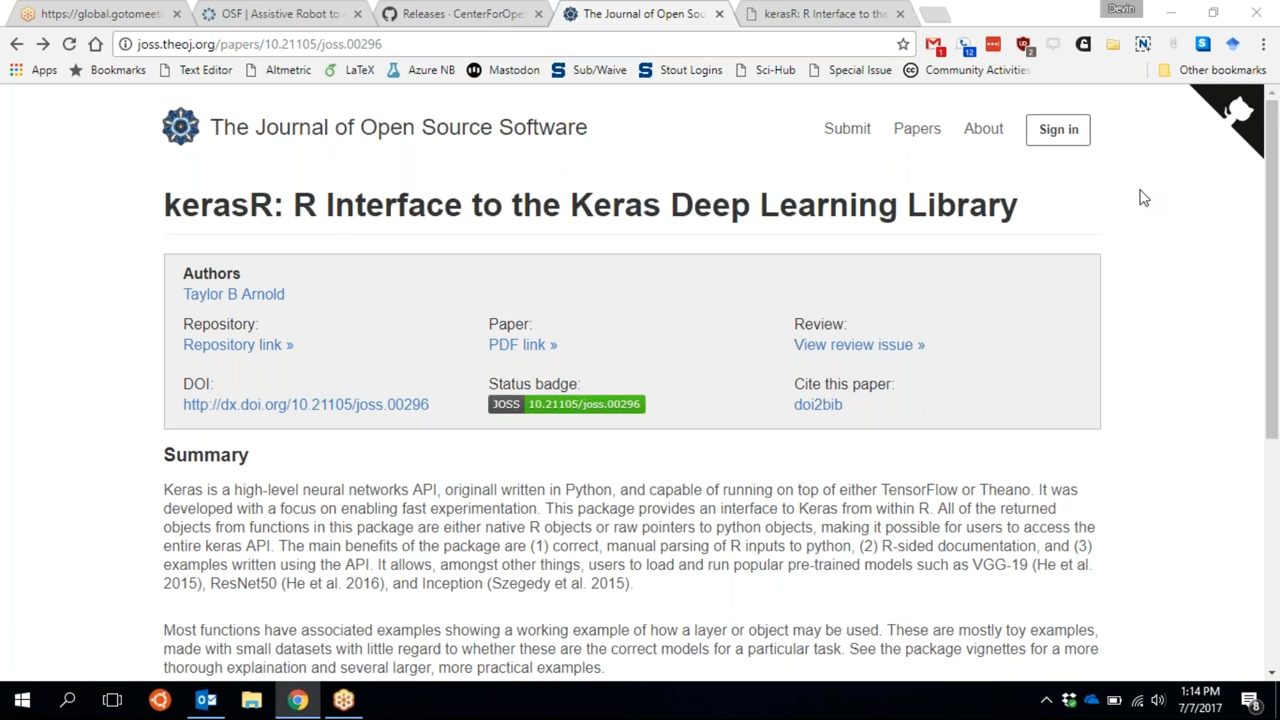 https://global.gotomeeti
OSF | Assistive Robot to
Releases · CenterForOpe
The Journal of Open Sou
kerasR: R Interface to the
Devin
joss.theoj.org/papers/10.21105/joss.00296
1
12
2
Apps
Bookmarks
Text Editor
Altmetric
LaTeX
Azure NB
Mastodon
Sub/Waive
Stout Logins
Sci-Hub
Special Issue
Community Activities
Other bookmarks
The Journal of Open Source Software
Submit
Papers
About
Sign in
kerasR: R Interface to the Keras Deep Learning Library
Authors
Taylor B Arnold
Repository:
Repository link »
Paper:
PDF link »
Review:
View review issue »
DOI:
http://dx.doi.org/10.21105/joss.00296
Status badge:
JOSS 10.21105/joss.00296
Cite this paper:
doi2bib
Summary
Keras is a high-level neural networks API, originall written in Python, and capable of running on top of either TensorFlow or Theano. It was
developed with a focus on enabling fast experimentation. This package provides an interface to Keras from within R. All of the returned
objects from functions in this package are either native R objects or raw pointers to python objects, making it possible for users to access the
entire keras API. The main benefits of the package are (1) correct, manual parsing of R inputs to python, (2) R-sided documentation, and (3)
examples written using the API. It allows, amongst other things, users to load and run popular pre-trained models such as VGG-19 (He et al.
2015), ResNet50 (He et al. 2016), and Inception (Szegedy et al. 2015).
Most functions have associated examples showing a working example of how a layer or object may be used. These are mostly toy examples,
made with small datasets with little regard to whether these are the correct models for a particular task. See the package vignettes for a more
thorough explaination and several larger, more practical examples.
1:14 PM
7/7/2017
8